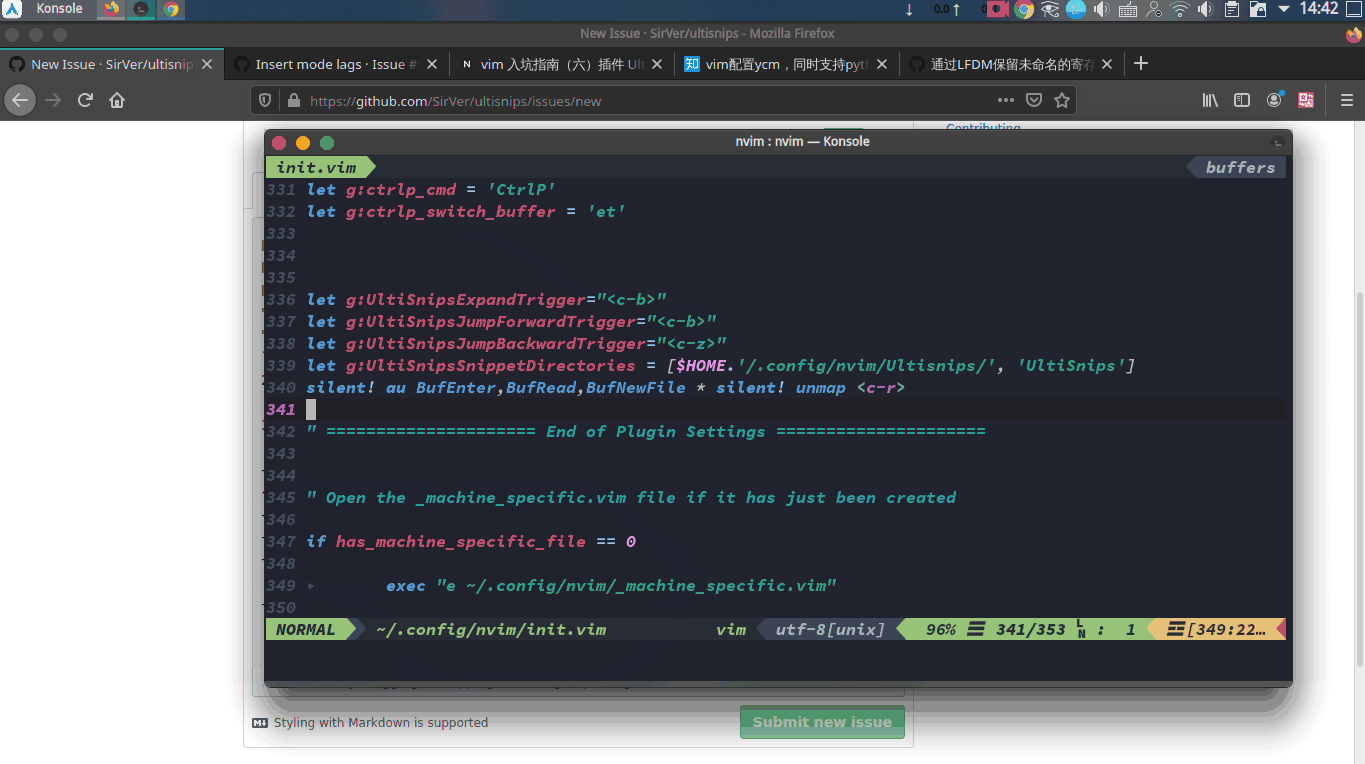 Konsole
0.0
14:42
New Issue · SirVer/ultisnips - Mozilla Firefox
New Issue · SirVer/ultisnip
Insert mode lags · Issue #
vim 入坑指南（六）插件 Ult
vim配置ycm，同时支持pyth
通过LFDM保留未命名的寄存
https://github.com/SirVer/ultisnips/issues/new
Contributing
nvim : nvim — Konsole
init.vim
buffers
331 let g:ctrlp_cmd = 'CtrlP'
332 let g:ctrlp_switch_buffer = 'et'
333
334
335
336 let g:UltiSnipsExpandTrigger="<c-b>"
337 let g:UltiSnipsJumpForwardTrigger="<c-b>"
338 let g:UltiSnipsJumpBackwardTrigger="<c-z>"
339 let g:UltiSnipsSnippetDirectories = [$HOME.'/.config/nvim/Ultisnips/', 'UltiSnips']
340 silent! au BufEnter,BufRead,BufNewFile * silent! unmap <c-r>
341
342 " ===================== End of Plugin Settings =====================
343
344
345 " Open the _machine_specific.vim file if it has just been created
346
347 if has_machine_specific_file == 0
348
349 ▸ exec "e ~/.config/nvim/_machine_specific.vim"
350
NORMAL ~/.config/nvim/init.vim vim utf-8[unix] 96% ☰ 341/353 LN : 1 ☲[349:22…
Styling with Markdown is supported
Submit new issue